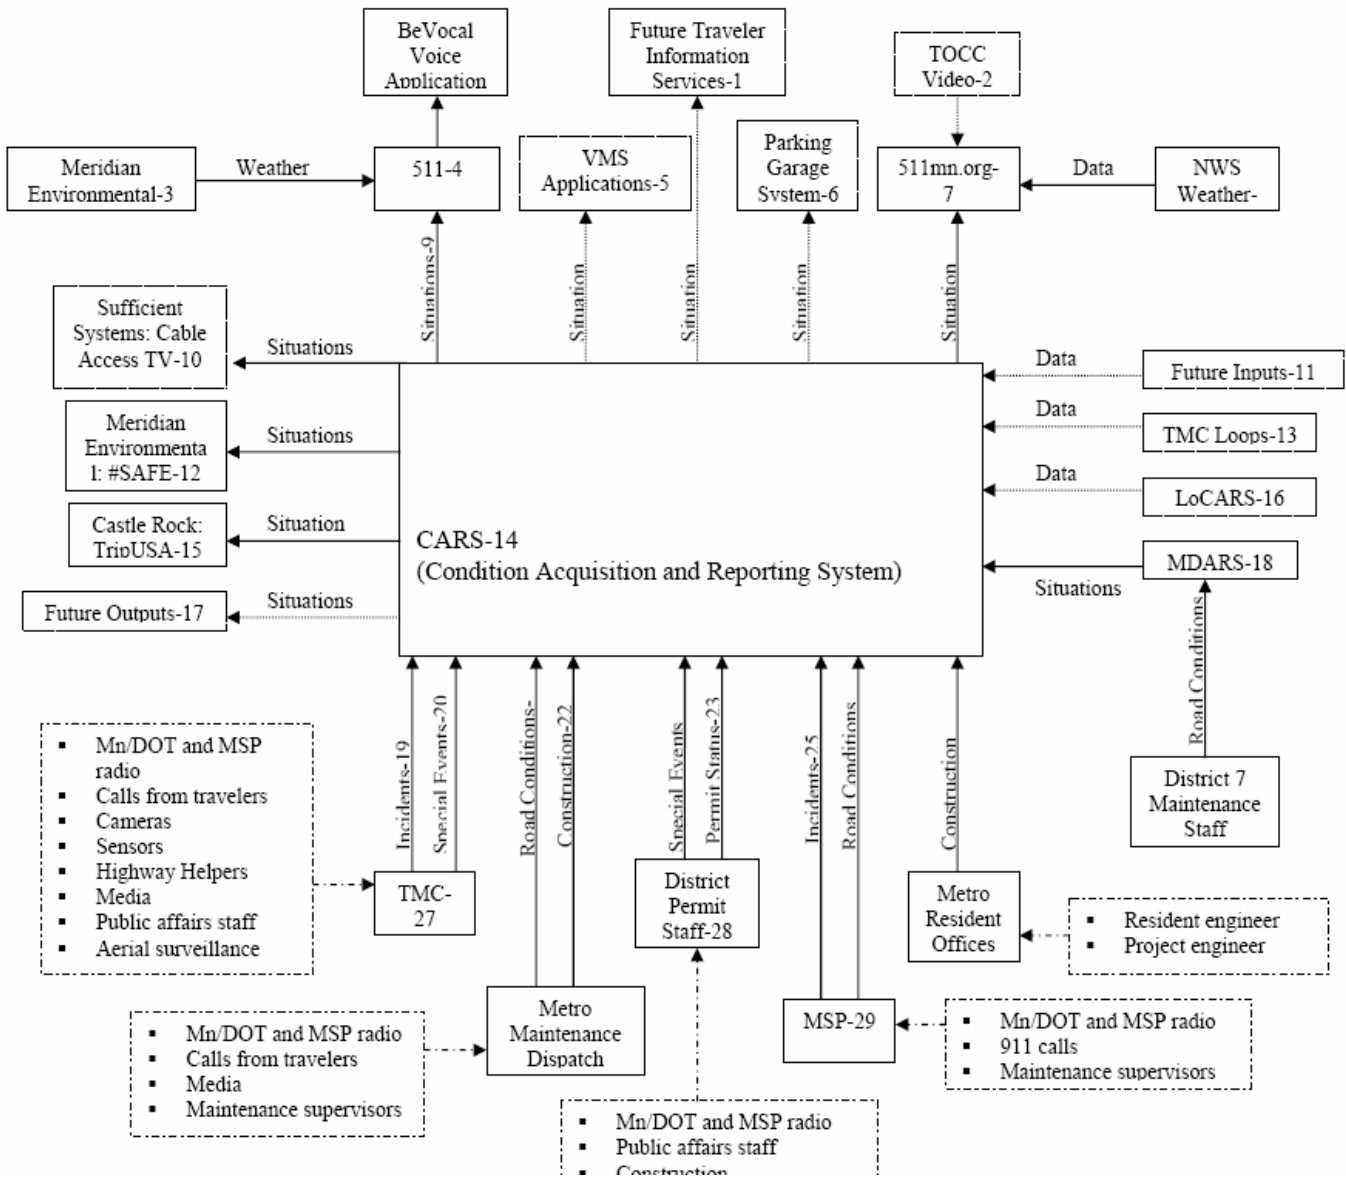 BeVocal
Voice
Application
Future Traveler
Information
Services-1
TOCC
Video-2
Meridian
Environmental-3
Weather
511-4
VMS
Applications-5
Parking
Garage
System-6
511mn.org-
7
Data
NWS
Weather-
Situations-9
Situation
Situation
Situation
Situation
Sufficient
Systems: Cable
Access TV-10
Situations
Data
Future Inputs-11
Meridian
Environmenta
l: #SAFE-12
Situations
Data
TMC Loops-13
Data
LoCARS-16
Castle Rock:
TripUSA-15
Situation
CARS-14
(Condition Acquisition and Reporting System)
MDARS-18
Situations
Future Outputs-17
Situations
Road Conditions
District 7
Maintenance
Staff
Incidents-19
Special Events-20
Road Conditions-
Construction-22
Special Events
Permit Status-23
Incidents-25
Road Conditions
Construction
▪ Mn/DOT and MSP
radio
▪ Calls from travelers
▪ Cameras
▪ Sensors
▪ Highway Helpers
▪ Media
▪ Public affairs staff
▪ Aerial surveillance
TMC-
27
District
Permit
Staff-28
Metro
Resident
Offices
▪ Resident engineer
▪ Project engineer
▪ Mn/DOT and MSP radio
▪ Calls from travelers
▪ Media
▪ Maintenance supervisors
Metro
Maintenance
Dispatch
MSP-29
▪ Mn/DOT and MSP radio
▪ 911 calls
▪ Maintenance supervisors
▪ Mn/DOT and MSP radio
▪ Public affairs staff
▪ Construction